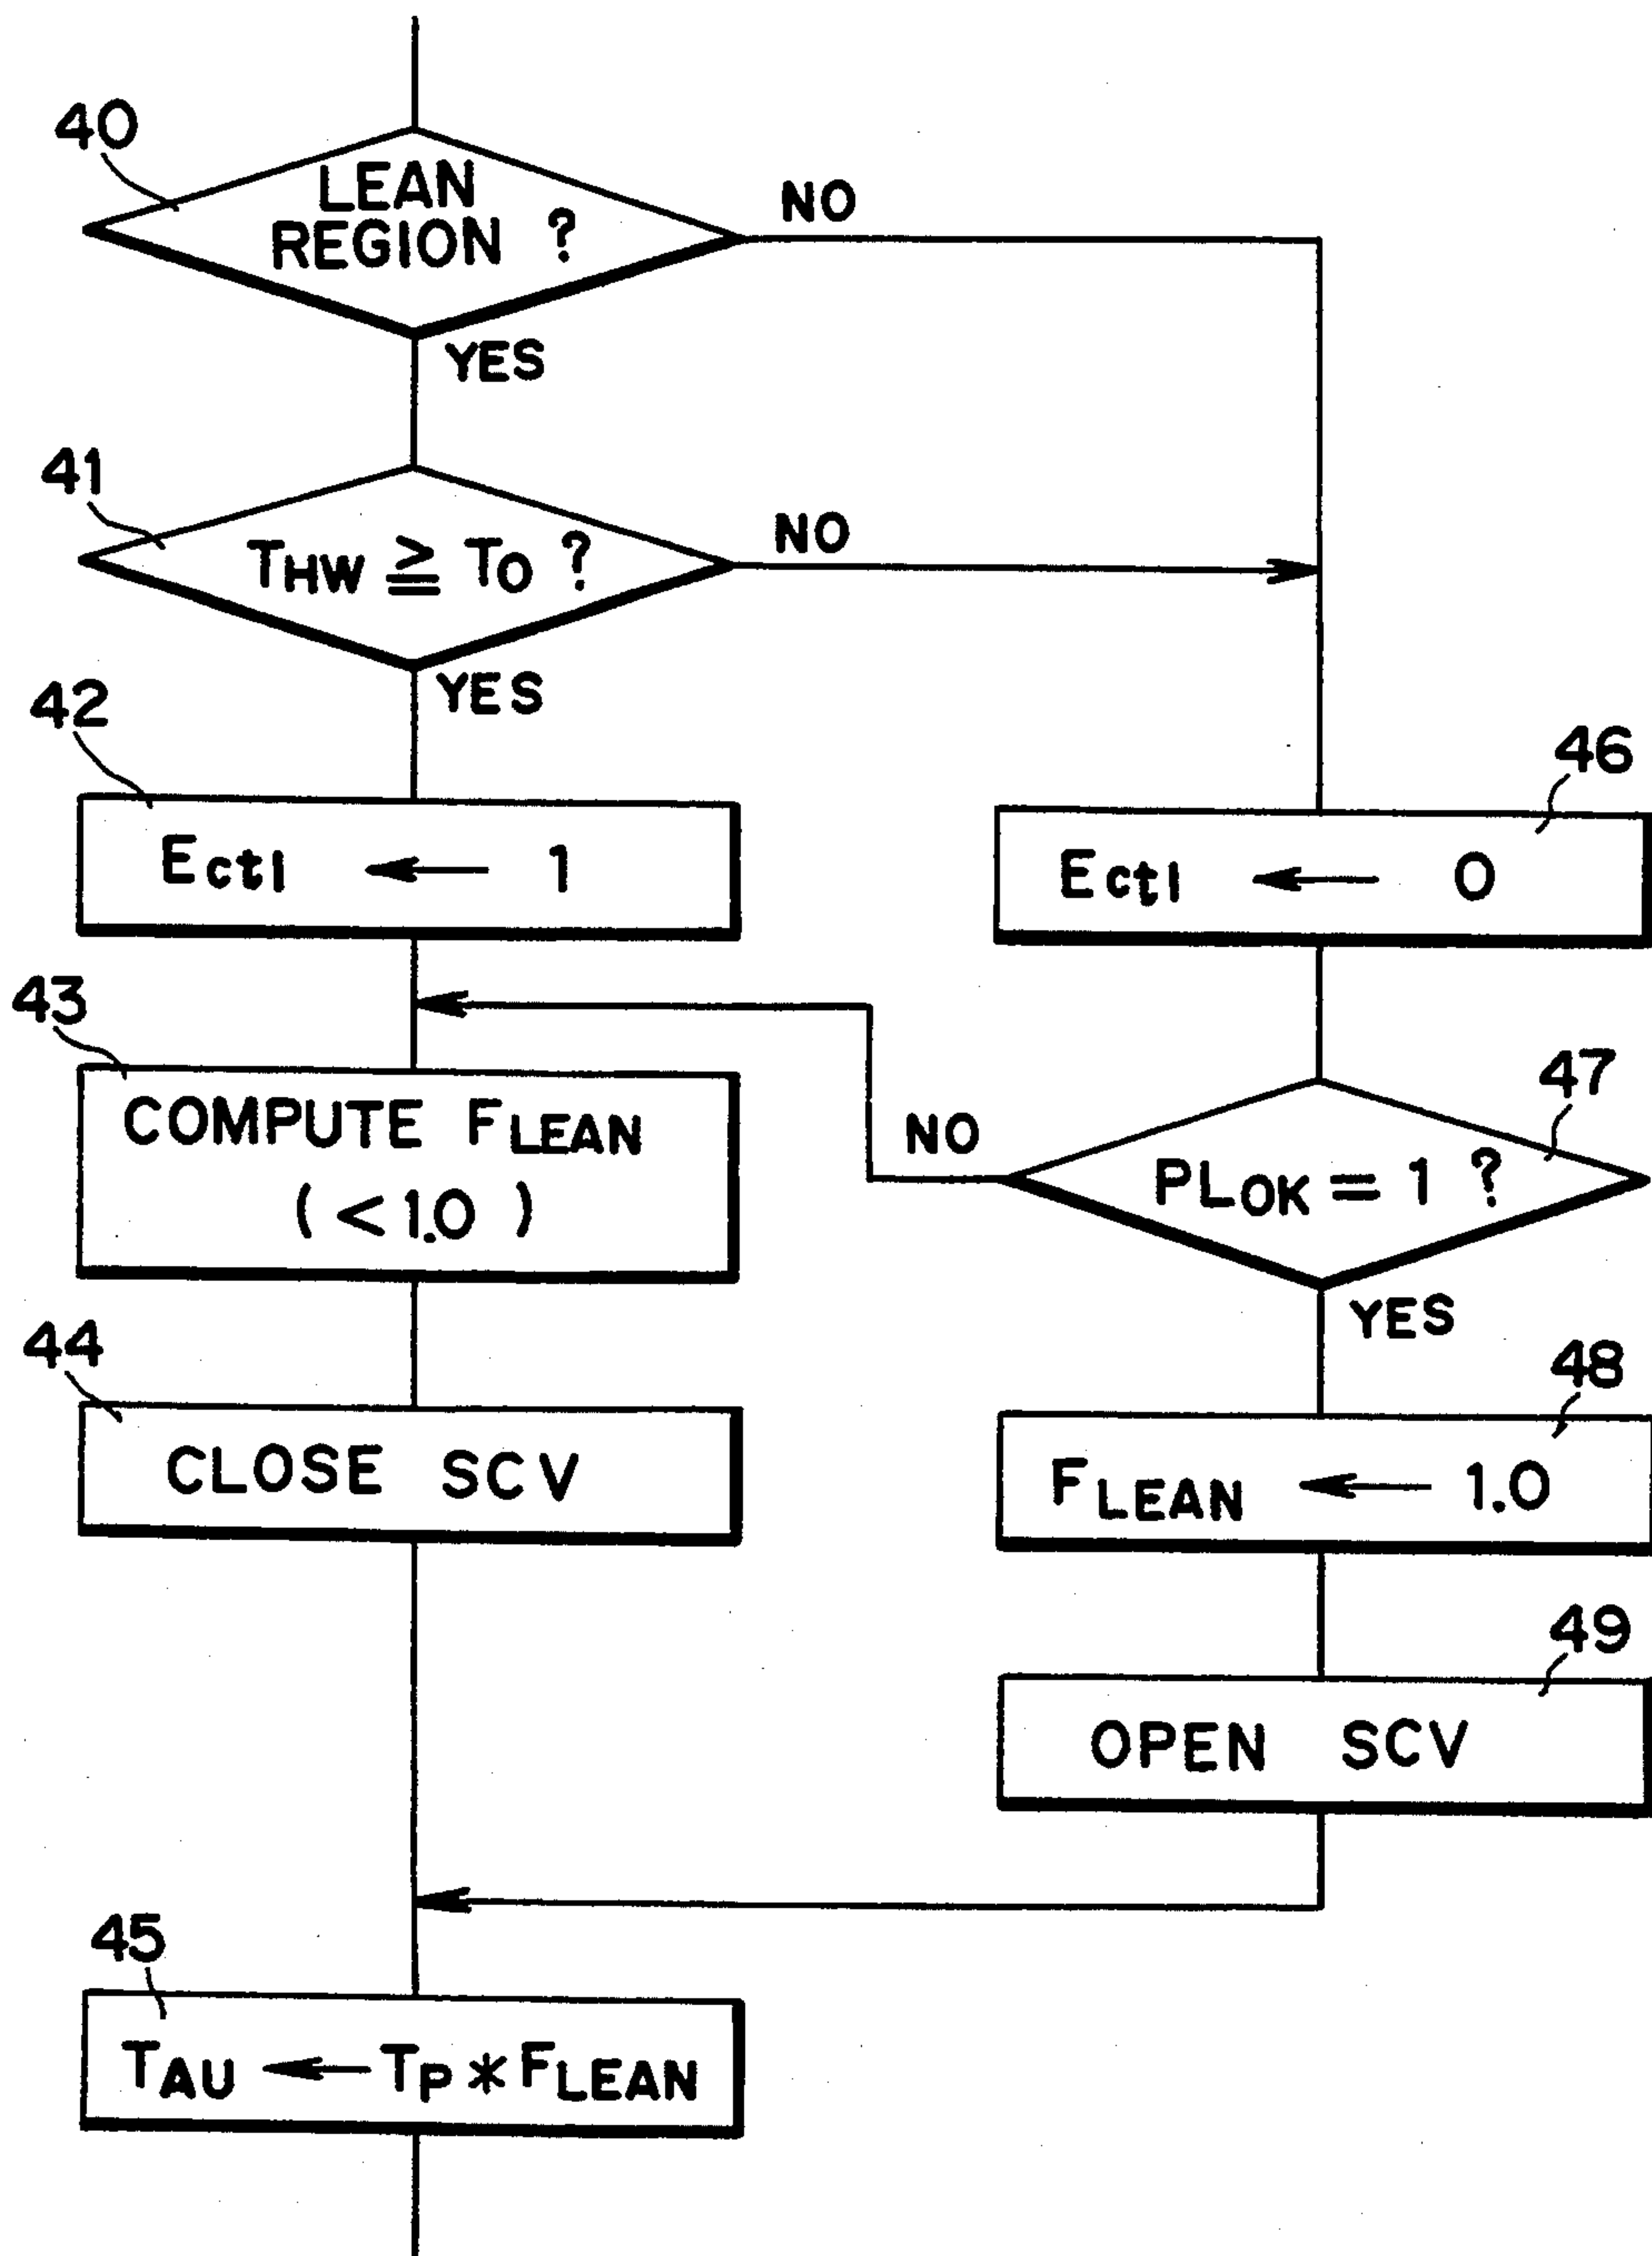 40
LEAN
REGION ?
NO
YES
41
THW ≧ TO ?
NO
YES
42
Ect1 ← 1
46
Ect1 ← 0
43
COMPUTE FLEAN
( < 1.0 )
47
PLOK = 1 ?
NO
YES
44
CLOSE SCV
48
FLEAN ← 1.0
49
OPEN SCV
45
TAU ← TP * FLEAN